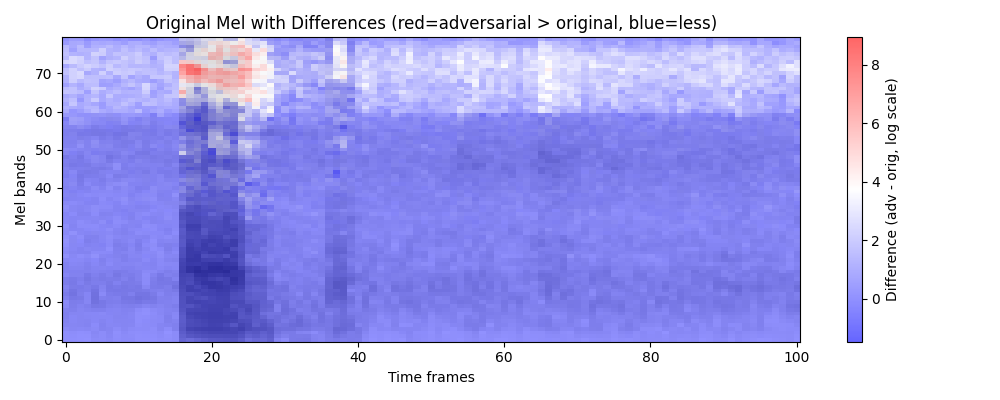 Original Mel with Differences (red=adversarial > original, blue=less)
Mel bands
70
60
50
40
30
20
10
0
0 20 40 60 80 100
Time frames
8
6
4
2
0
Difference (adv - orig, log scale)